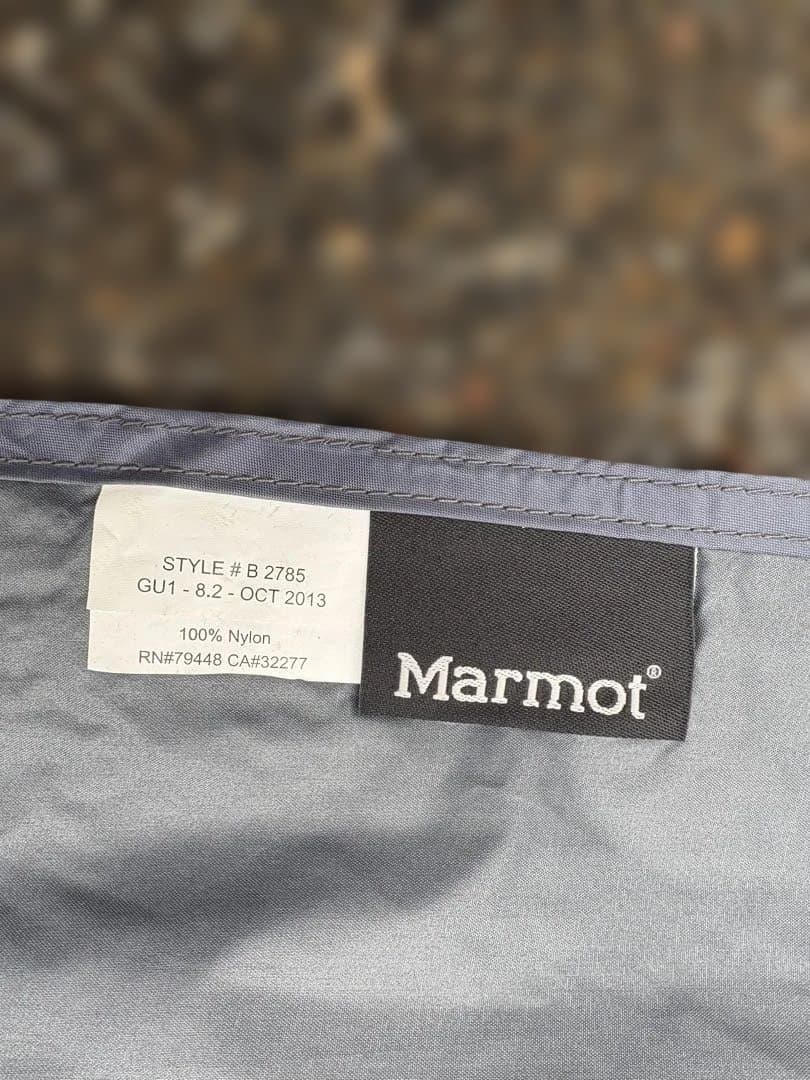 STYLE # B 2785
GU1 - 8.2 - OCT 2013
100% Nylon
RN#79448 CA#32277
Marmot®